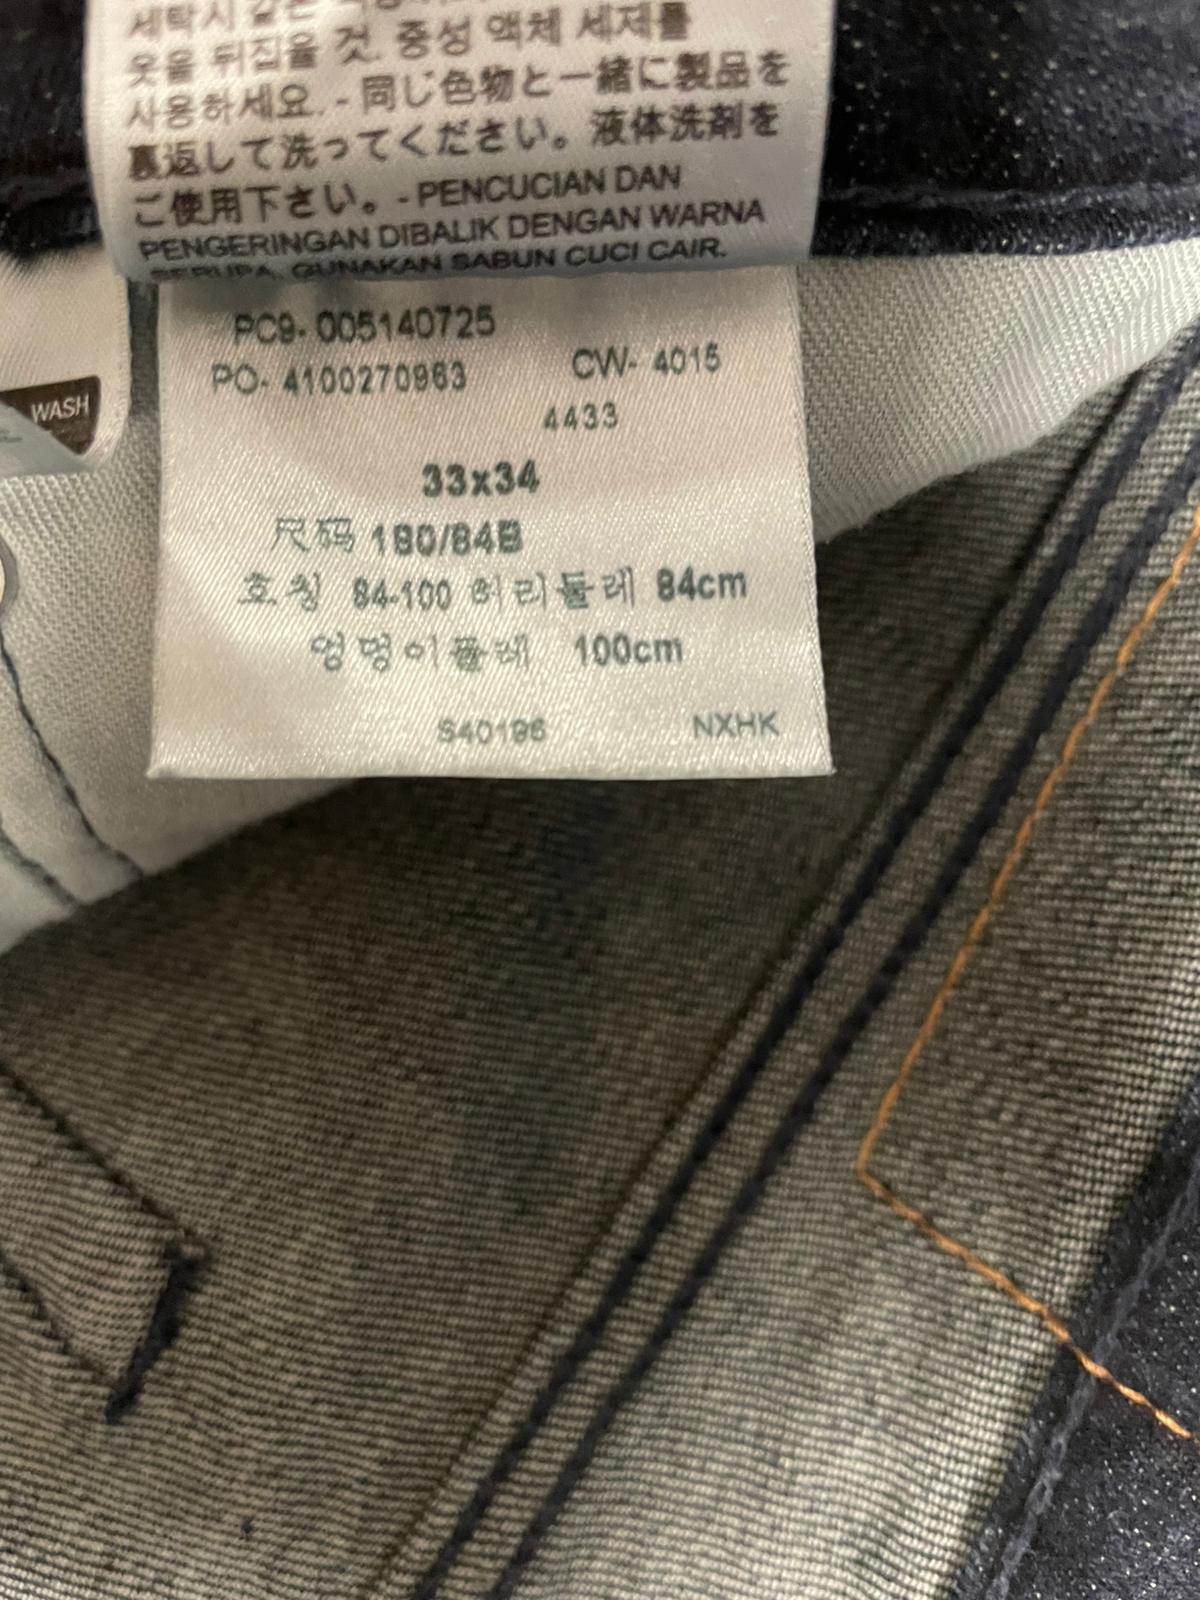 세탁시 같은
옷을 뒤집을 것. 중성 액체 세제를
사용하세요. - 同じ色物と一緒に製品を
裏返して洗ってください。液体洗剤を
ご使用下さい。- PENCUCIAN DAN
PENGERINGAN DIBALIK DENGAN WARNA
SERUPA. GUNAKAN SABUN CUCI CAIR.
WASH
PC9- 005140725
PO- 4100270963 CW- 4015
4433
33x34
尺码 180/84B
호칭 84-100 허리둘레 84cm
엉덩이둘레 100cm
S40196 NXHK